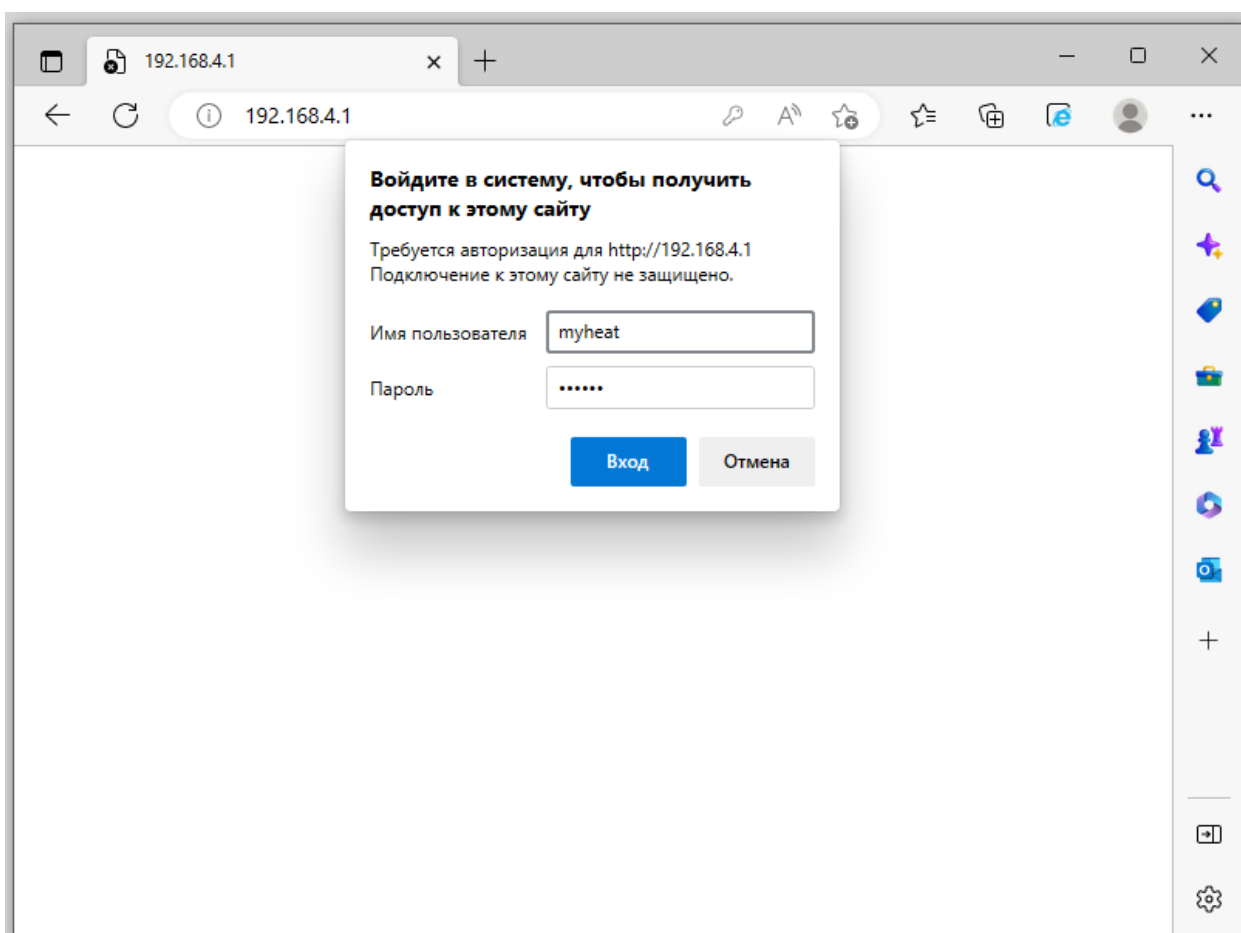 192.168.4.1
192.168.4.1
Войдите в систему, чтобы получить
доступ к этому сайту
Требуется авторизация для http://192.168.4.1
Подключение к этому сайту не защищено.
Имя пользователя myheat
Пароль ••••••
Вход Отмена